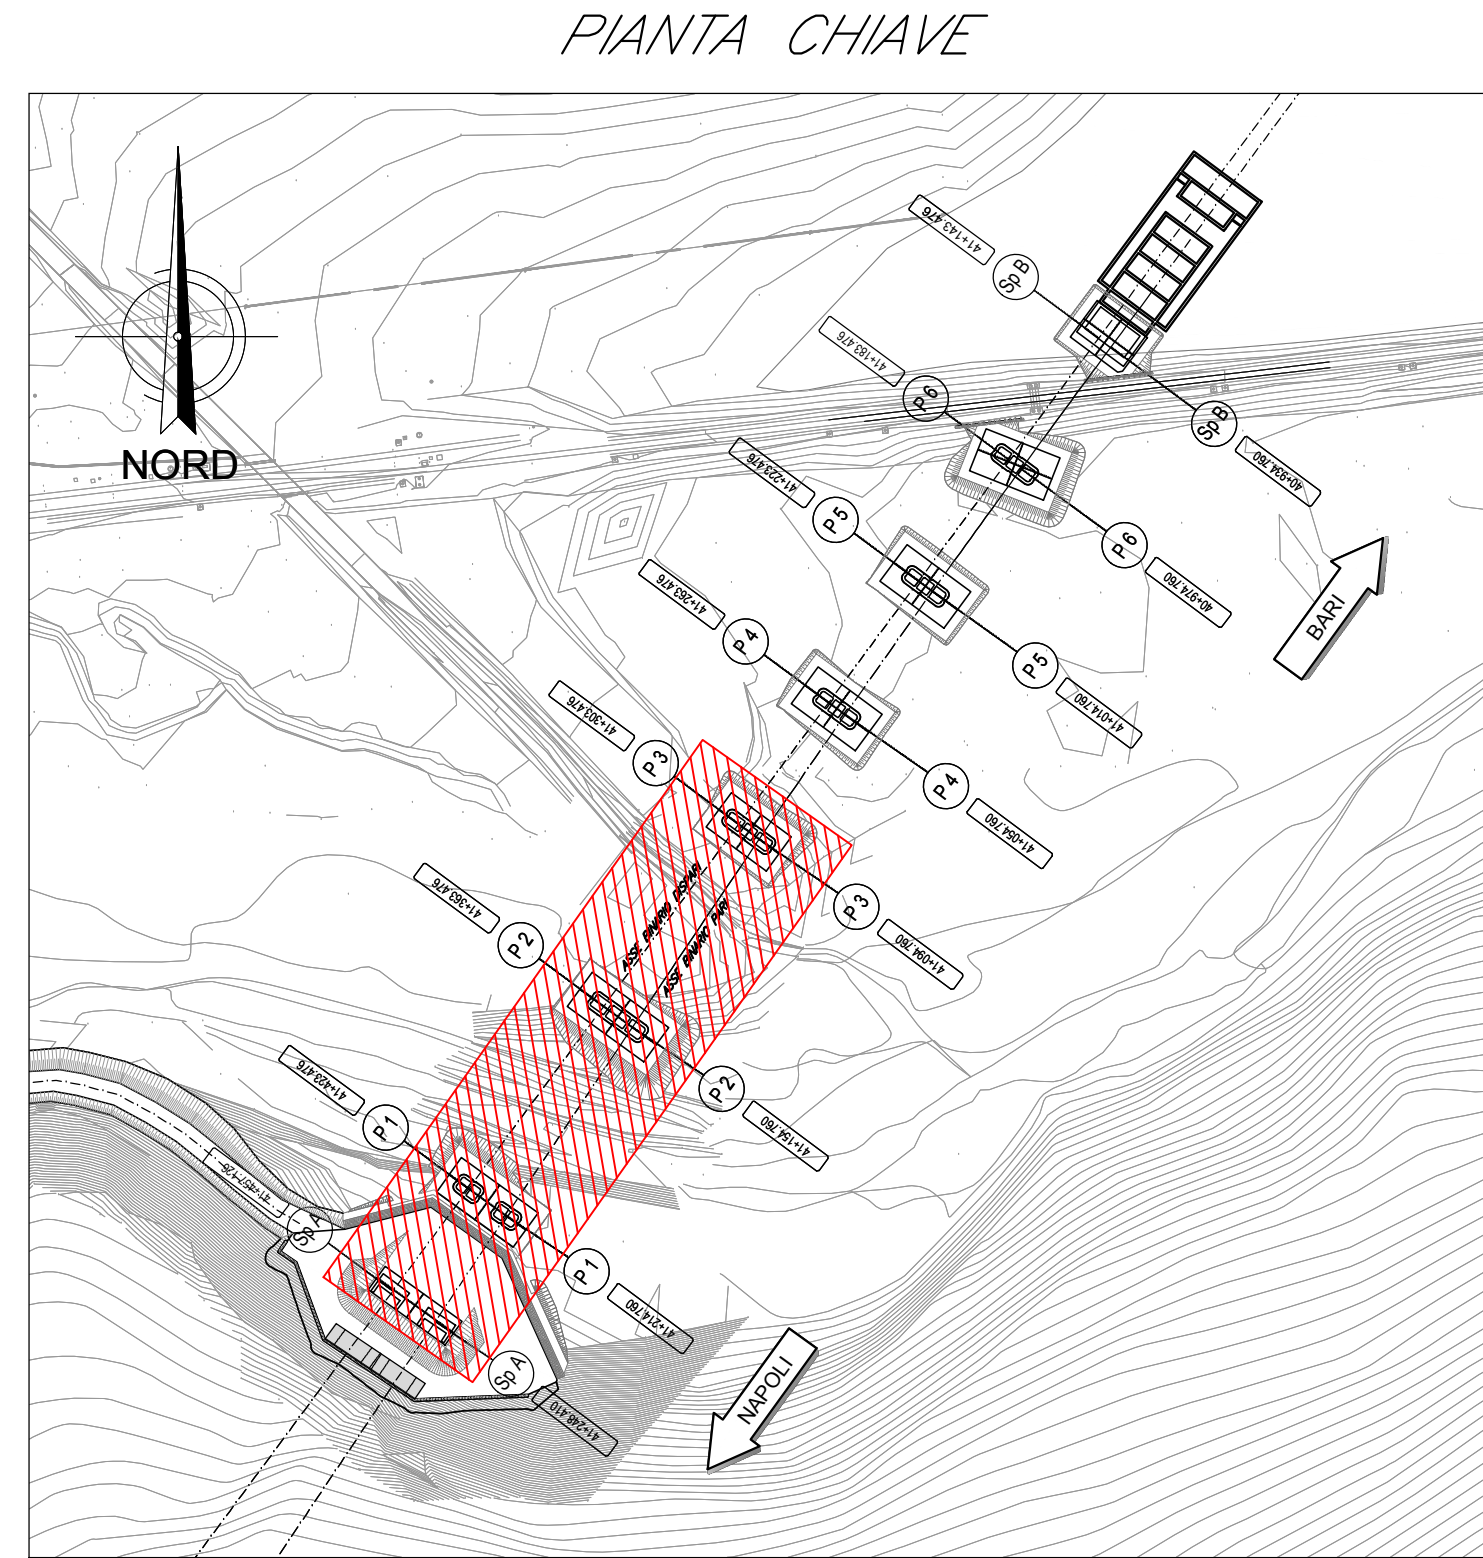 PIANTA CHIAVE
NORD
41+143.476
Sp B
41+183.476
P 6
Sp B
40+934.760
41+223.476
P 5
P 6
40+974.760
BARI
41+263.476
P 4
P 5
41+014.760
41+303.476
P 3
P 4
41+054.760
ASSE BINARIO DISPARI
ASSE BINARIO PARI
41+363.476
P 2
P 3
41+094.760
41+423.476
P 1
P 2
41+154.760
41+457.126
Sp A
P 1
41+214.760
Sp A
41+248.410
NAPOLI